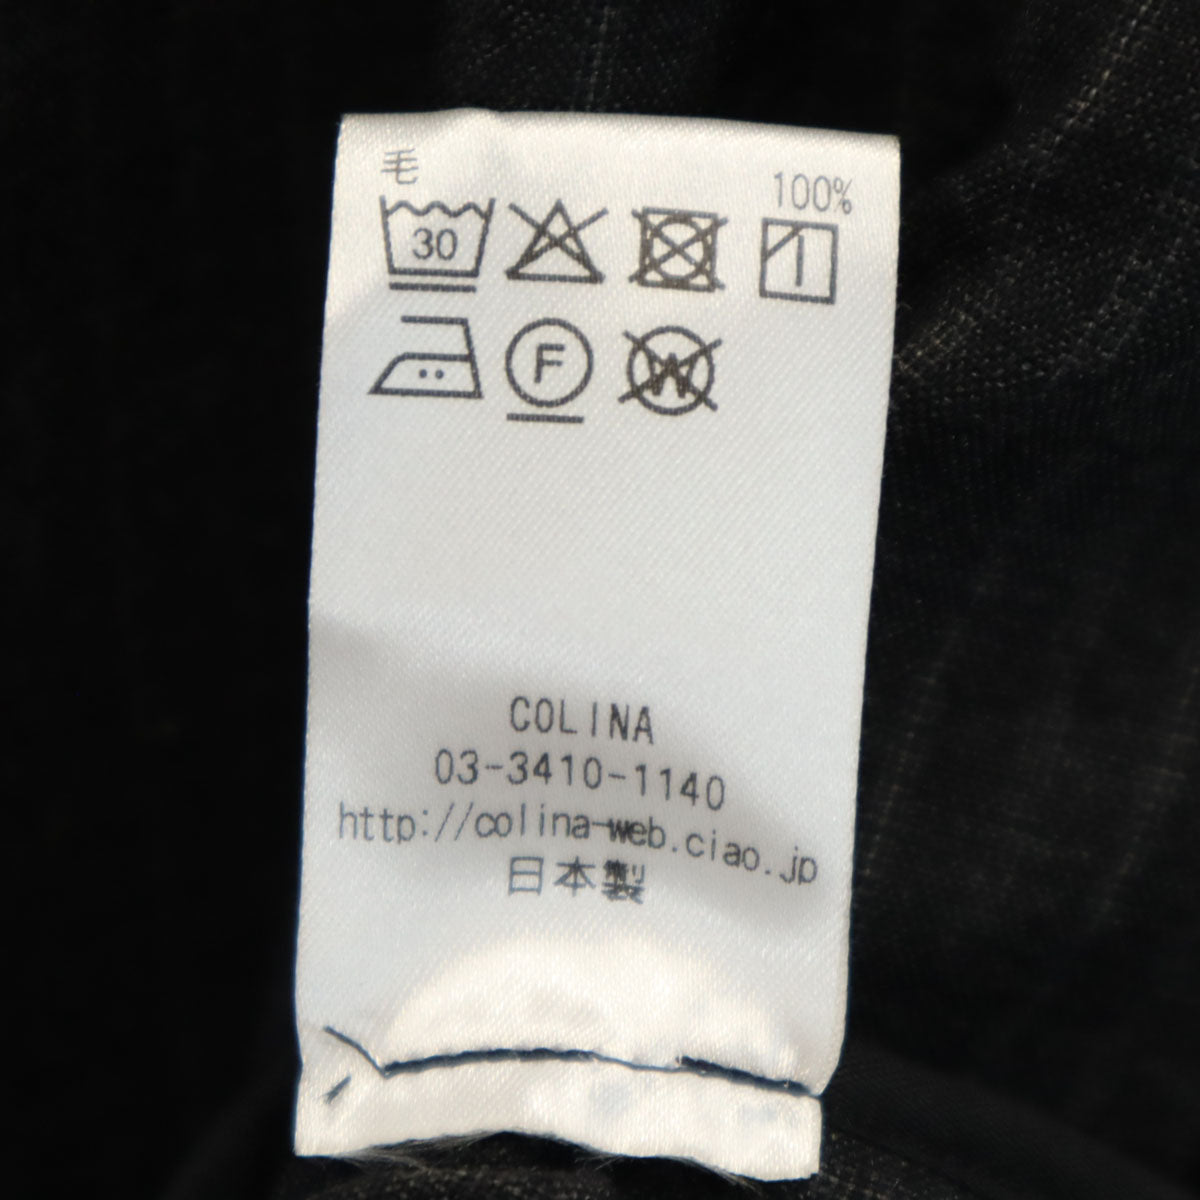 毛 100%
30
F W
COLINA
03-3410-1140
http://colina-web.ciao.jp
日本製